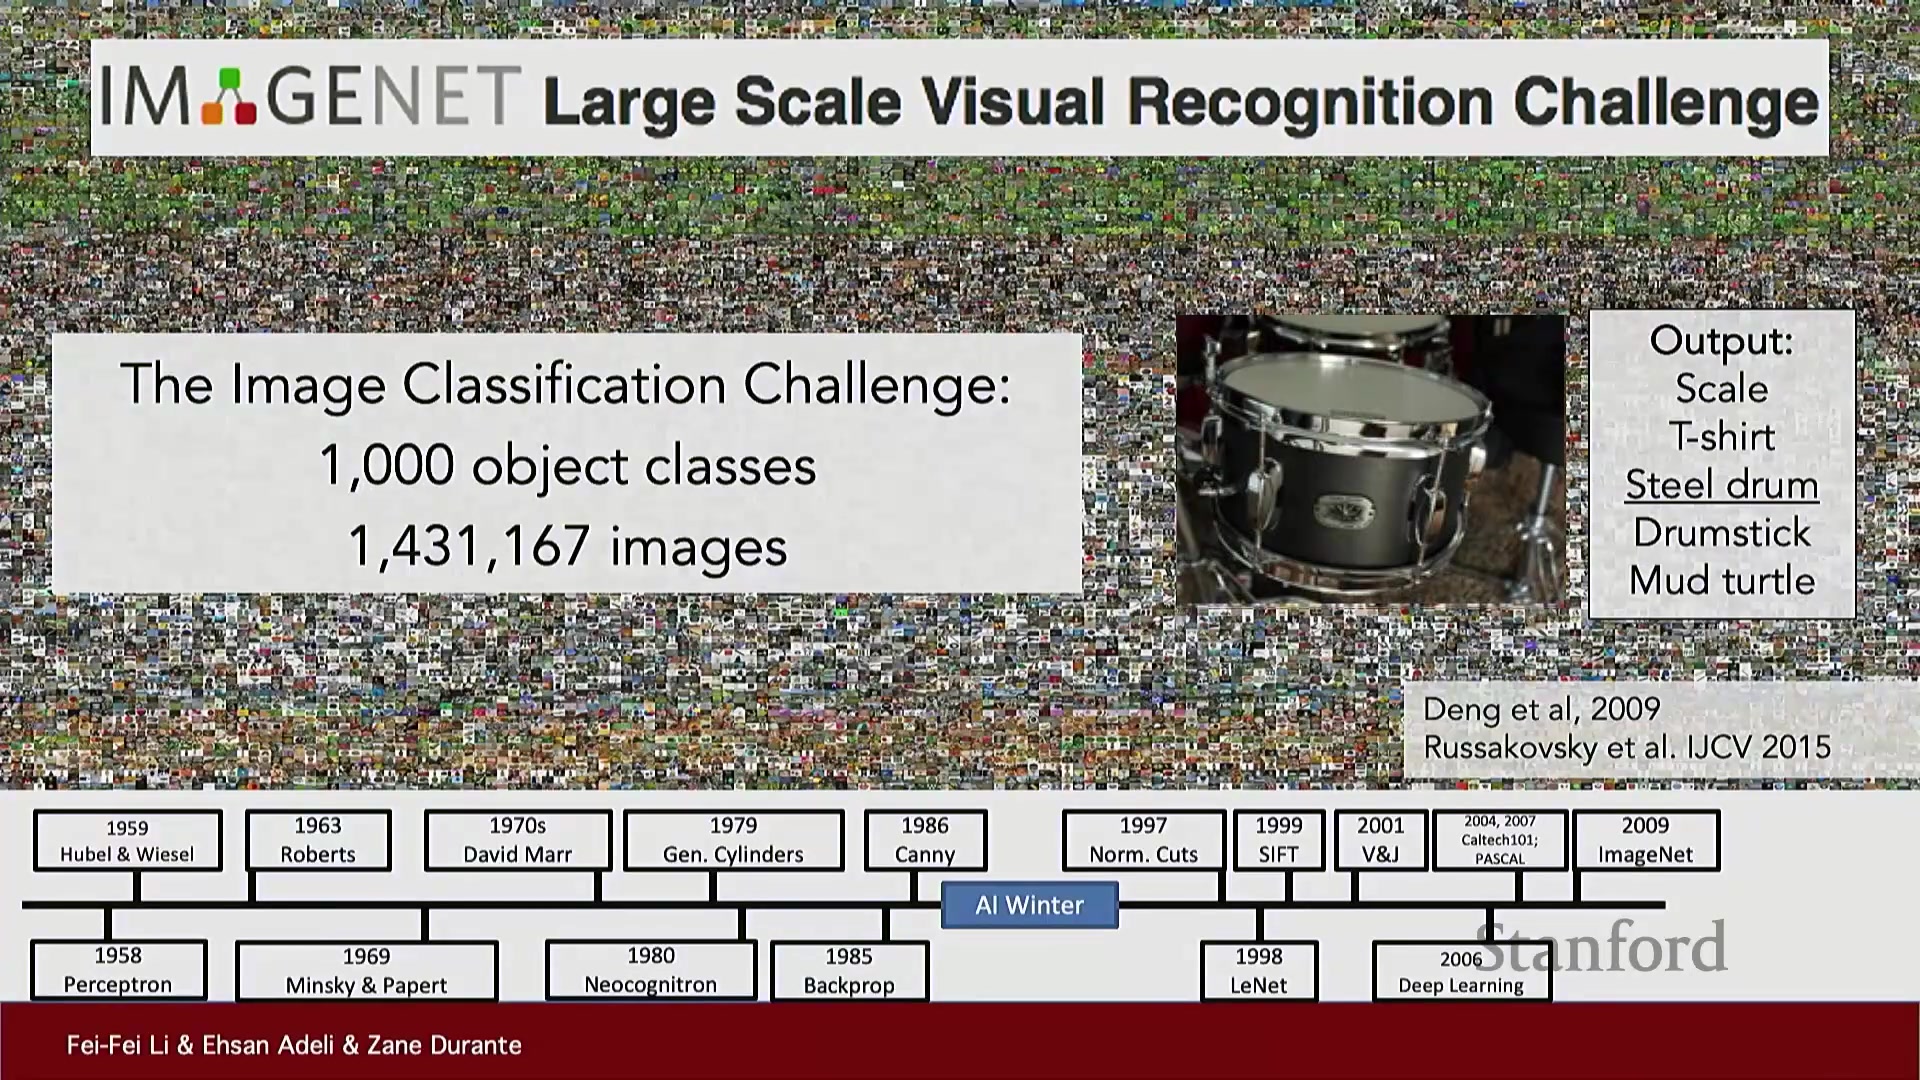 IMAGENET Large Scale Visual Recognition Challenge
The Image Classification Challenge:
1,000 object classes
1,431,167 images
Output:
Scale
T-shirt
Steel drum
Drumstick
Mud turtle
Deng et al, 2009
Russakovsky et al. IJCV 2015
1959
Hubel & Wiesel
1963
Roberts
1970s
David Marr
1979
Gen. Cylinders
1986
Canny
1997
Norm. Cuts
1999
SIFT
2001
V&J
2004, 2007
Caltech101;
PASCAL
2009
ImageNet
AI Winter
1958
Perceptron
1969
Minsky & Papert
1980
Neocognitron
1985
Backprop
1998
LeNet
2006
Deep Learning
Stanford
Fei-Fei Li & Ehsan Adeli & Zane Durante